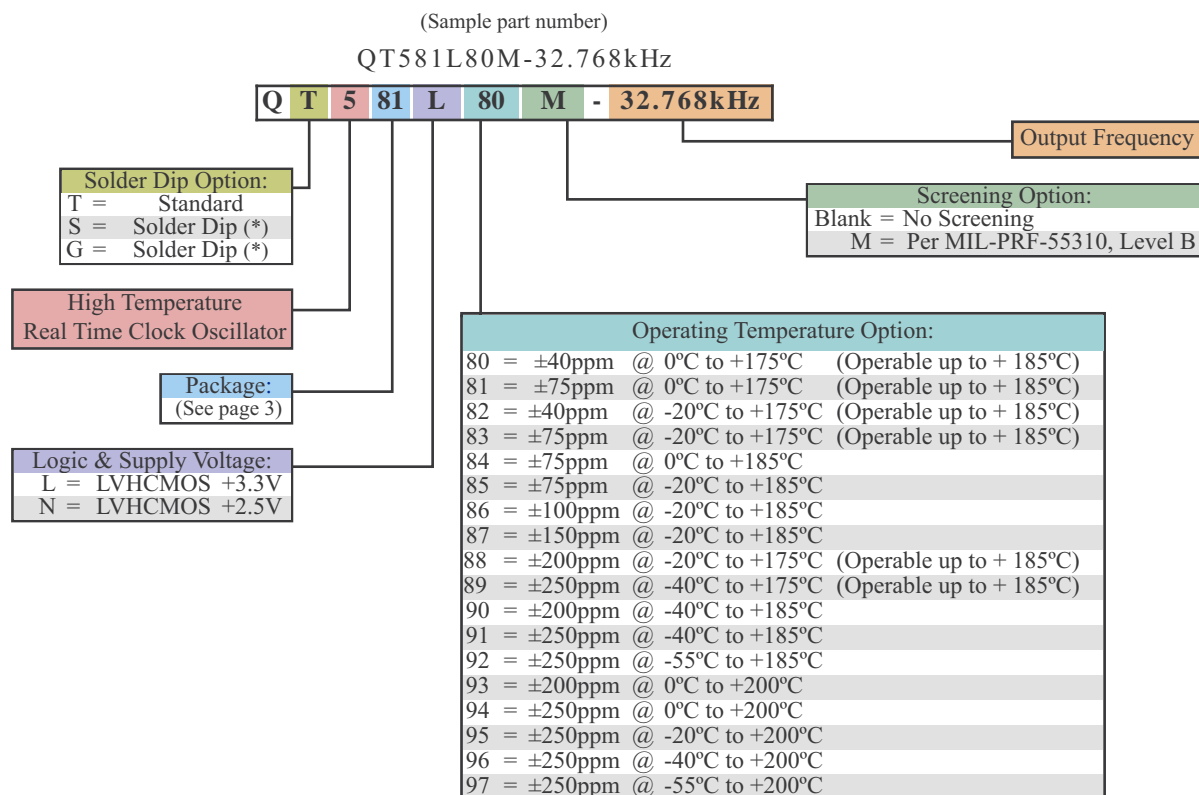 (Sample part number)
QT581L80M-32.768kHz
Q T 5 81 L 80 M - 32.768kHz
Output Frequency
Solder Dip Option:
T = Standard
S = Solder Dip (*)
G = Solder Dip (*)
Screening Option:
Blank = No Screening
M = Per MIL-PRF-55310, Level B
High Temperature
Real Time Clock Oscillator
Package:
(See page 3)
Logic & Supply Voltage:
L = LVHCMOS +3.3V
N = LVHCMOS +2.5V
Operating Temperature Option:
80 = ±40ppm @ 0ºC to +175ºC (Operable up to + 185ºC)
81 = ±75ppm @ 0ºC to +175ºC (Operable up to + 185ºC)
82 = ±40ppm @ -20ºC to +175ºC (Operable up to + 185ºC)
83 = ±75ppm @ -20ºC to +175ºC (Operable up to + 185ºC)
84 = ±75ppm @ 0ºC to +185ºC
85 = ±75ppm @ -20ºC to +185ºC
86 = ±100ppm @ -20ºC to +185ºC
87 = ±150ppm @ -20ºC to +185ºC
88 = ±200ppm @ -20ºC to +175ºC (Operable up to + 185ºC)
89 = ±250ppm @ -40ºC to +175ºC (Operable up to + 185ºC)
90 = ±200ppm @ -40ºC to +185ºC
91 = ±250ppm @ -40ºC to +185ºC
92 = ±250ppm @ -55ºC to +185ºC
93 = ±200ppm @ 0ºC to +200ºC
94 = ±250ppm @ 0ºC to +200ºC
95 = ±250ppm @ -20ºC to +200ºC
96 = ±250ppm @ -40ºC to +200ºC
97 = ±250ppm @ -55ºC to +200ºC